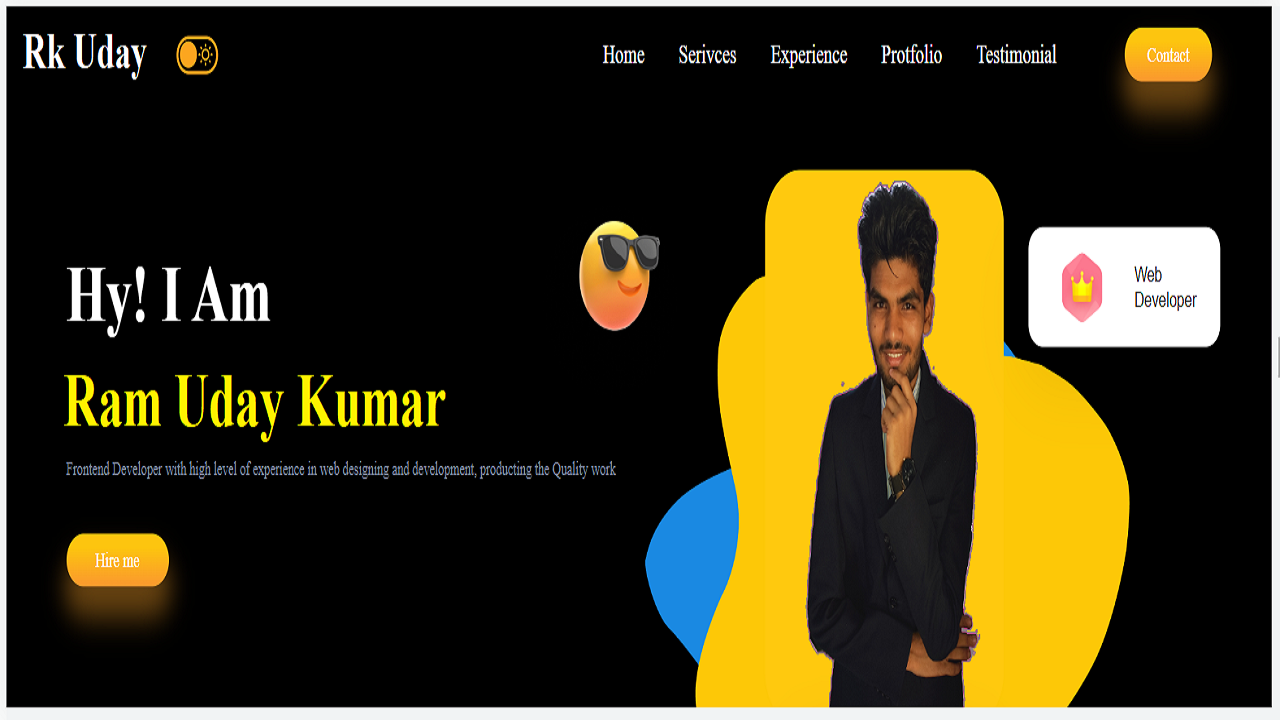 Rk Uday
Home Serivces Experience Protfolio Testimonial Contact
Web
Developer
Hy! I Am
Ram Uday Kumar
Frontend Developer with high level of experience in web designing and development, producting the Quality work
Hire me